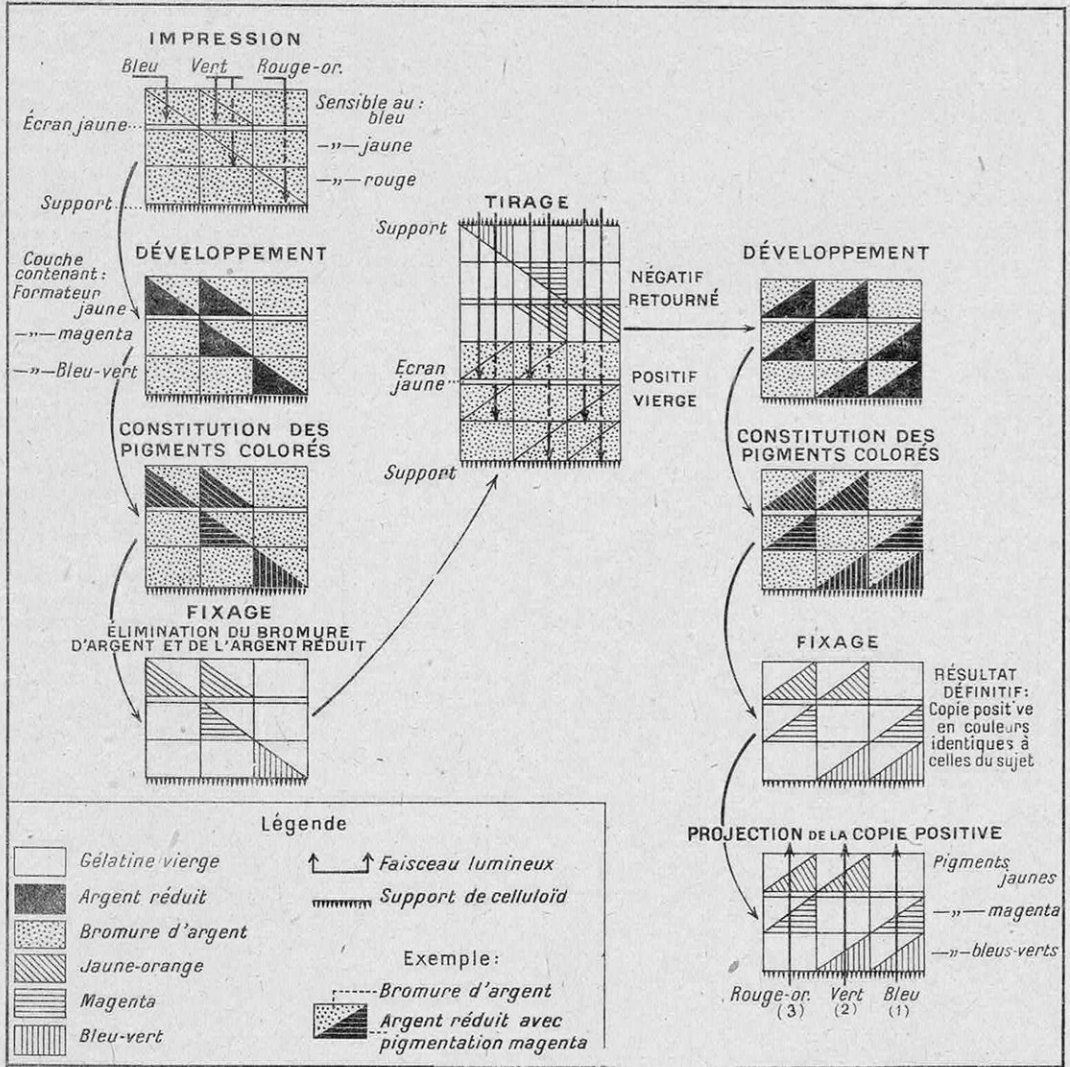 IMPRESSION
Bleu Vert Rouge-or.
Écran jaune
Sensible au :
bleu
—„— jaune
—„— rouge
Support
DÉVELOPPEMENT
Couche
contenant :
Formateur
jaune
—„— magenta
—„— Bleu-vert
CONSTITUTION DES
PIGMENTS COLORÉS
FIXAGE
ÉLIMINATION DU BROMURE
D'ARGENT ET DE L'ARGENT RÉDUIT
TIRAGE
Support
NÉGATIF
RETOURNÉ
Ecran
jaune
POSITIF
VIERGE
Support
DÉVELOPPEMENT
CONSTITUTION DES
PIGMENTS COLORÉS
FIXAGE
RÉSULTAT
DÉFINITIF :
Copie positive
en couleurs
identiques à
celles du sujet
PROJECTION DE LA COPIE POSITIVE
Pigments
jaunes
—„— magenta
—„— bleus-verts
Rouge-or. Vert Bleu
(3) (2) (1)
Légende
Gélatine vierge
Argent réduit
Bromure d'argent
Jaune-orange
Magenta
Bleu-vert
Faisceau lumineux
Support de celluloïd
Exemple :
Bromure d'argent
Argent réduit avec
pigmentation magenta